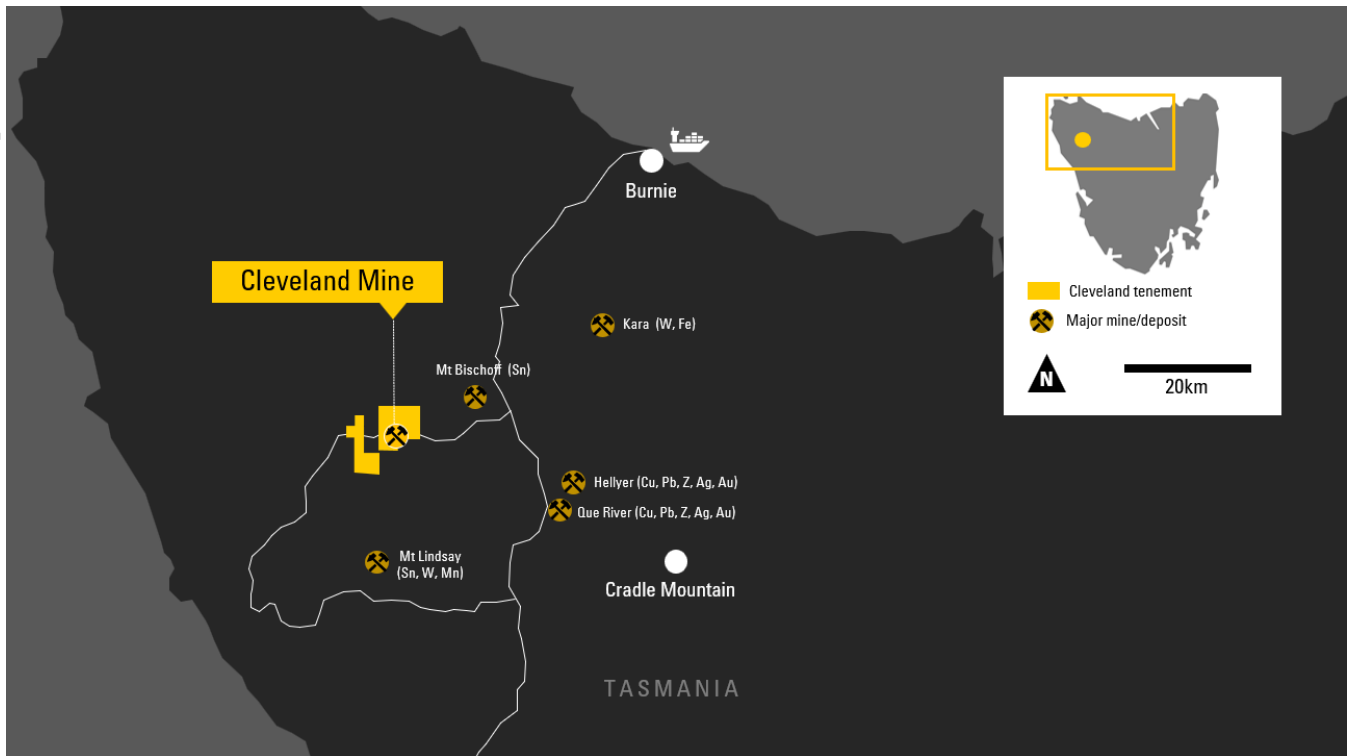 Burnie
Cleveland Mine
Kara (W, Fe)
Mt Bischoff (Sn)
Hellyer (Cu, Pb, Z, Ag, Au)
Que River (Cu, Pb, Z, Ag, Au)
Mt Lindsay
(Sn, W, Mn)
Cradle Mountain
TASMANIA
Cleveland tenement
Major mine/deposit
N
20km